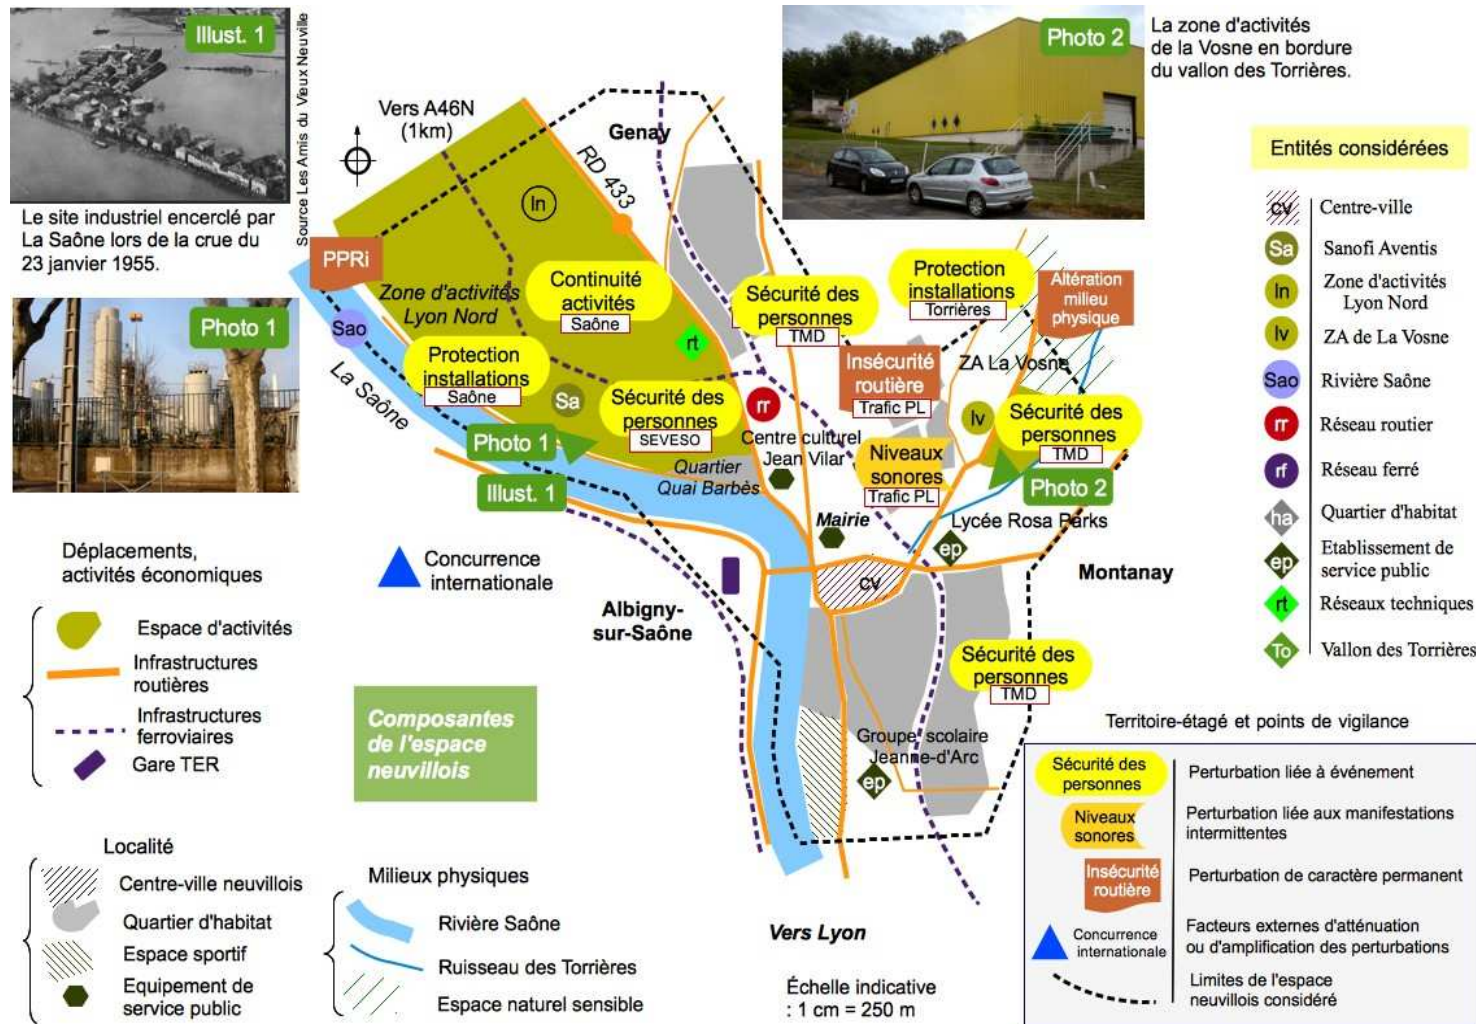 Illust. 1
Source Les Amis du Vieux Neuville
Le site industriel encerclé par
La Saône lors de la crue du
23 janvier 1955.
Photo 1
Photo 2
La zone d'activités
de la Vosne en bordure
du vallon des Torrières.
Vers A46N
(1km)
Genay
RD 433
In
PPRi
Sao
Zone d'activités
Lyon Nord
Continuité
activité
Saône
Sécurité des
personnes
TMD
Protection
installations
Torrières
Altération
milieu
physique
La Saône
Protection
installations
Saône
Sa
rt
Sécurité des
personnes
SEVESO
rr
Insécurité
routière
Trafic PL
ZA La Vosne
Iv
Sécurité des
personnes
TMD
Photo 1
Illust. 1
Quartier
Quai Barbès
Centre culturel
Jean Vilar
Niveaux
sonores
Trafic PL
Photo 2
Mairie
Lycée Rosa Parks
ep
cv
Montanay
Albigny-
sur-Saône
Concurrence
internationale
Sécurité des
personnes
TMD
Groupe scolaire
Jeanne-d'Arc
ep
Vers Lyon
Échelle indicative
: 1 cm = 250 m
Composantes
de l'espace
neuvillois
Déplacements,
activités économiques
Espace d'activités
Infrastructures
routières
Infrastructures
ferroviaires
Gare TER
Localité
Centre-ville neuvillois
Quartier d'habitat
Espace sportif
Equipement de
service public
Milieux physiques
Rivière Saône
Ruisseau des Torrières
Espace naturel sensible
Entités considérées
cv Centre-ville
Sa Sanofi Aventis
In Zone d'activités
Lyon Nord
Iv ZA de La Vosne
Sao Rivière Saône
rr Réseau routier
rf Réseau ferré
ha Quartier d'habitat
ep Etablissement de
service public
rt Réseaux techniques
To Vallon des Torrières
Territoire-étagé et points de vigilance
Sécurité des
personnes
Perturbation liée à événement
Niveaux
sonores
Perturbation liée aux manifestations
intermittentes
Insécurité
routière
Perturbation de caractère permanent
Concurrence
internationale
Facteurs externes d'atténuation
ou d'amplification des perturbations
Limites de l'espace
neuvillois considéré